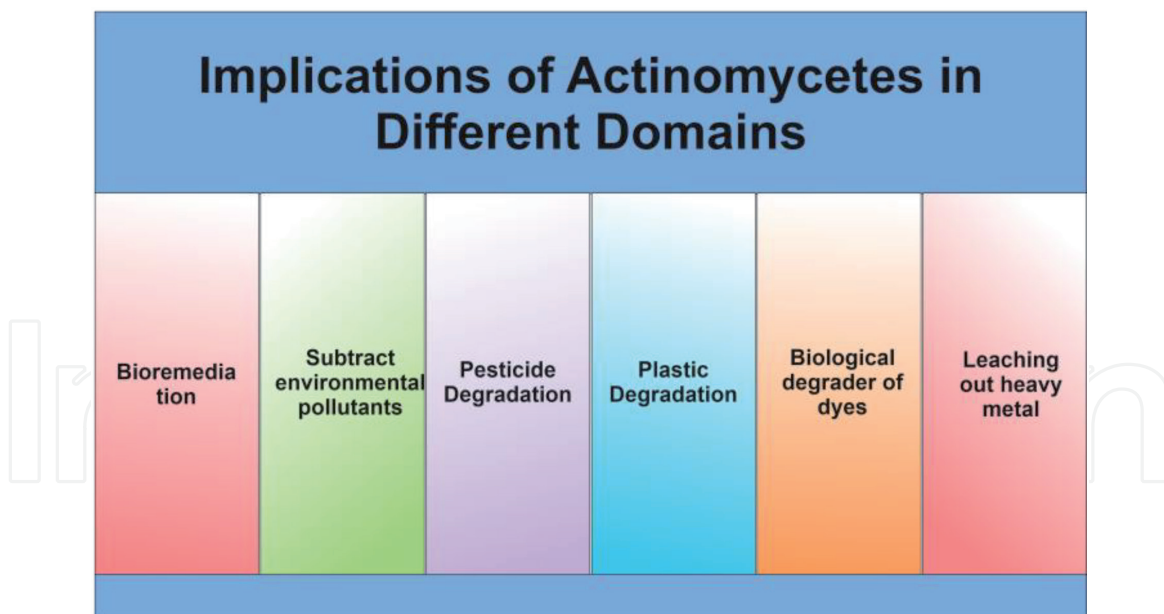 Implications of Actinomycetes in
Different Domains
Bioremedia
tion
Subtract
environmental
pollutants
Pesticide
Degradation
Plastic
Degradation
Biological
degrader of
dyes
Leaching
out heavy
metal